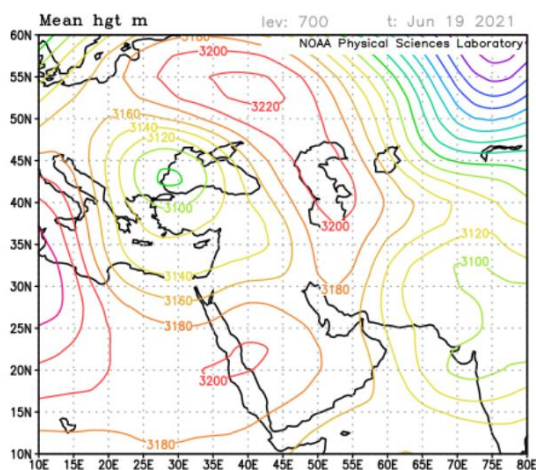 Mean hgt m lev: 700 t: Jun 19 2021
60N 3180 3200 NOAA Physical Sciences Laboratory
55N
3220
50N 3160
3140
45N 3120
40N
3100
35N 3200 3120
3140 3100
30N 3160 3180
25N 3180
20N 3200
15N
3180
10N
10E 15E 20E 25E 30E 35E 40E 45E 50E 55E 60E 65E 70E 75E 80E